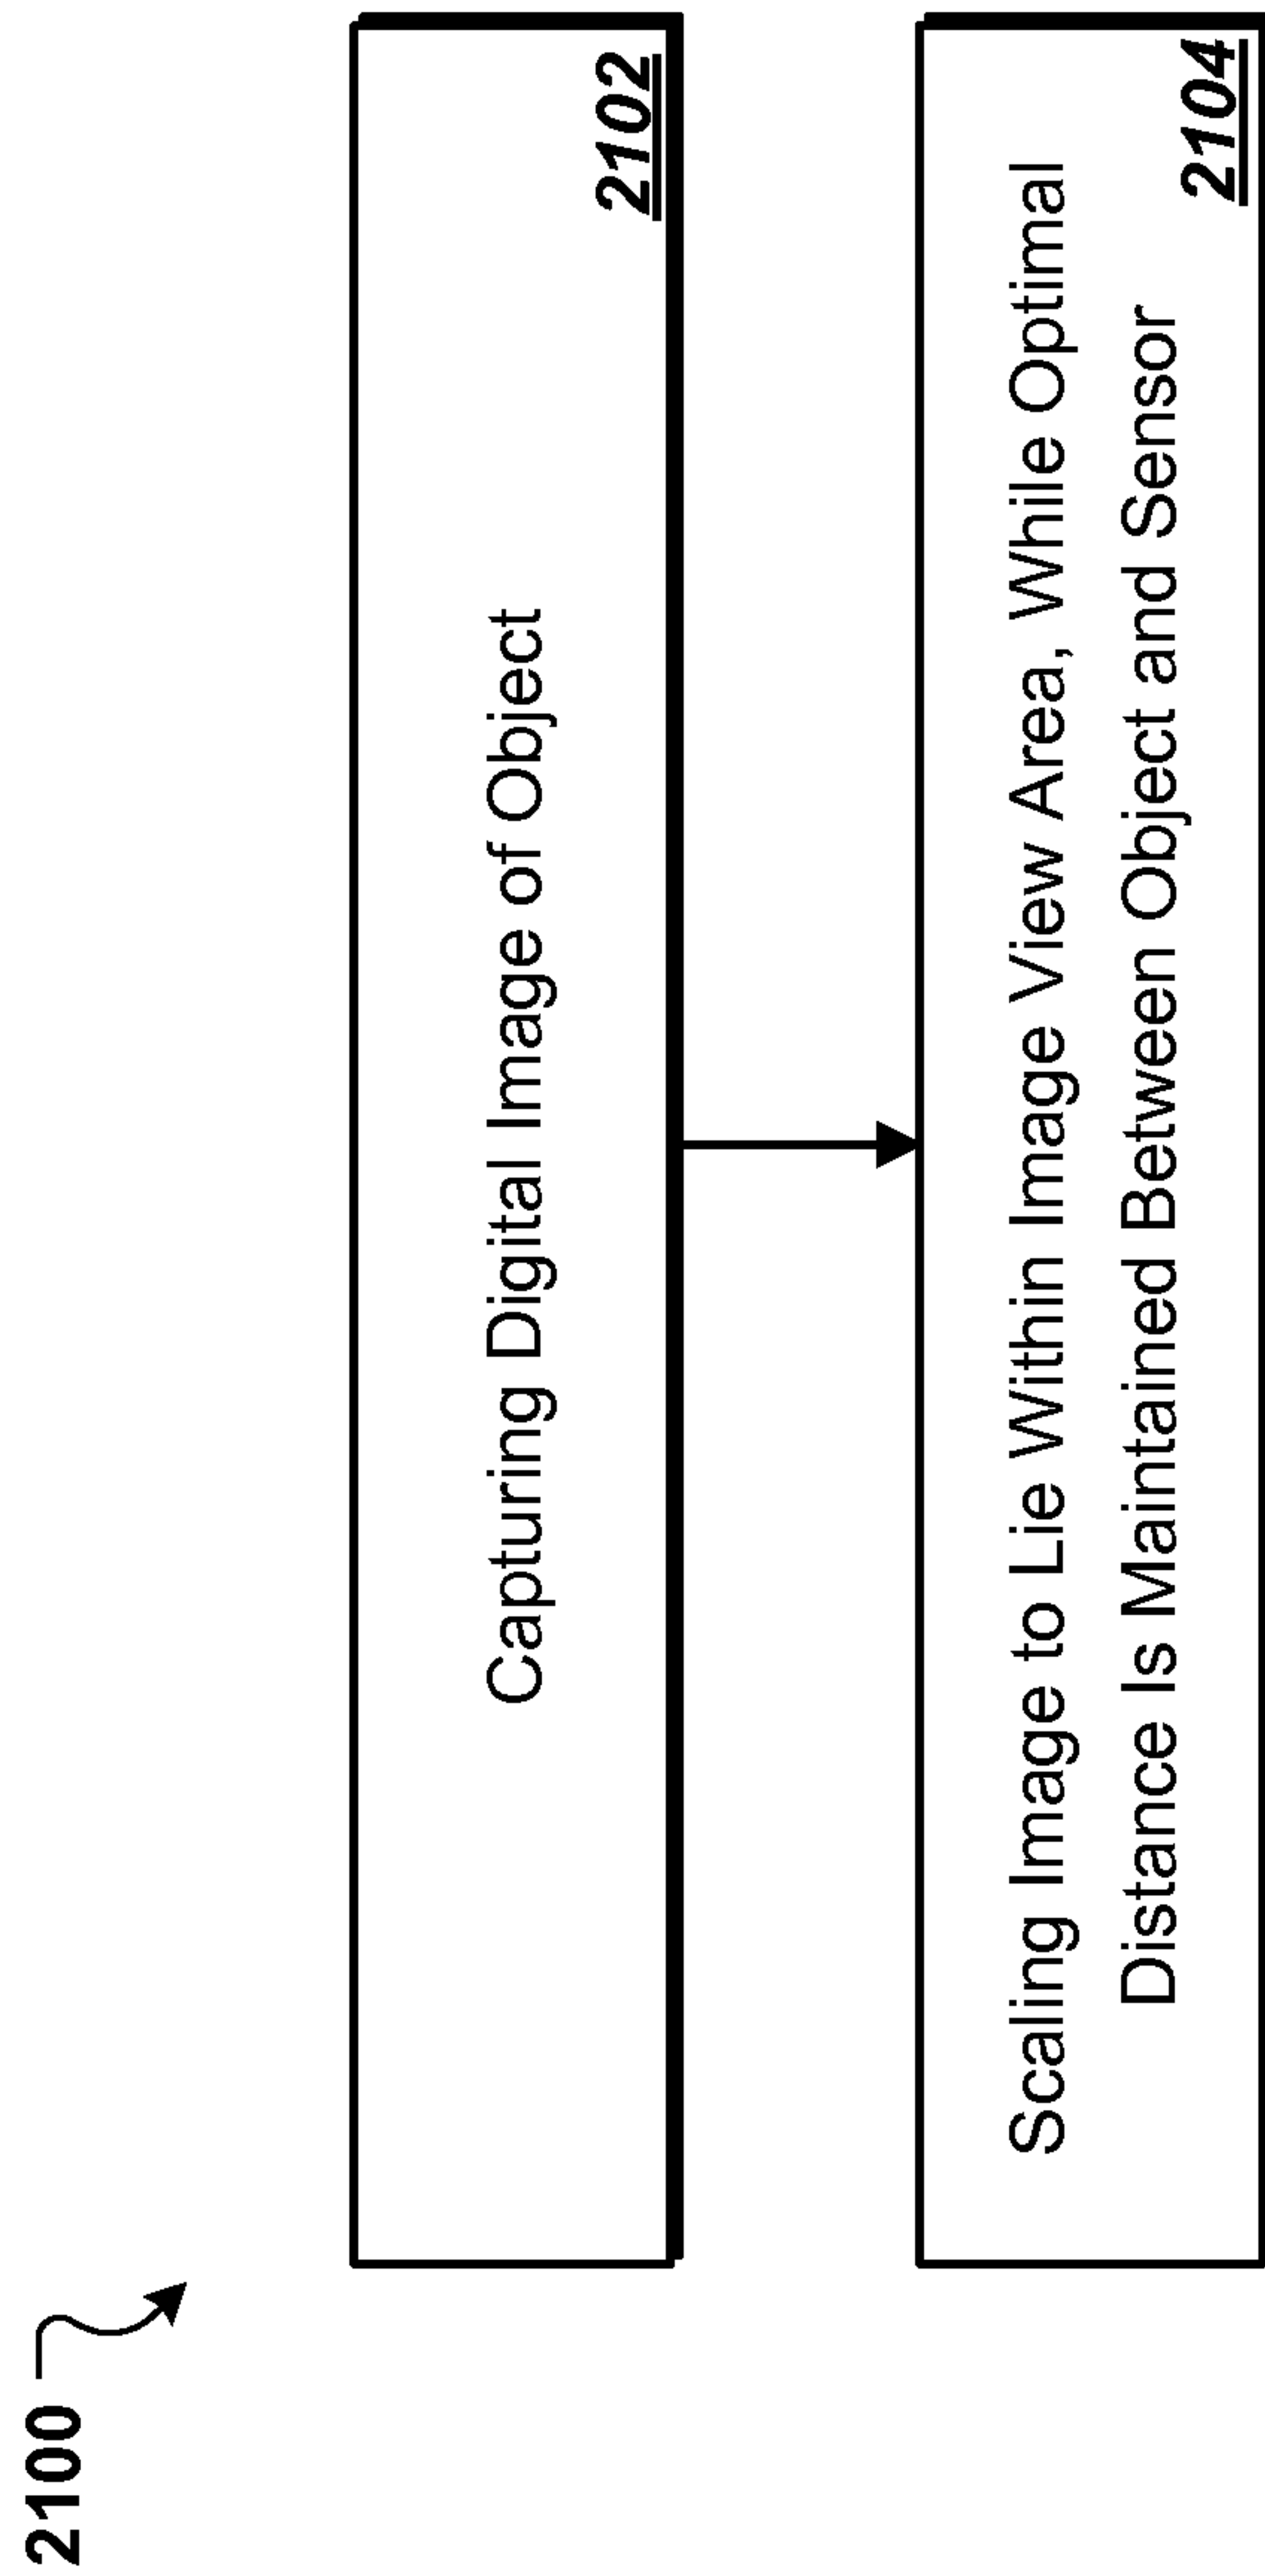 2100
Capturing Digital Image of Object
2102
Scaling Image to Lie Within Image View Area, While Optimal
Distance Is Maintained Between Object and Sensor
2104